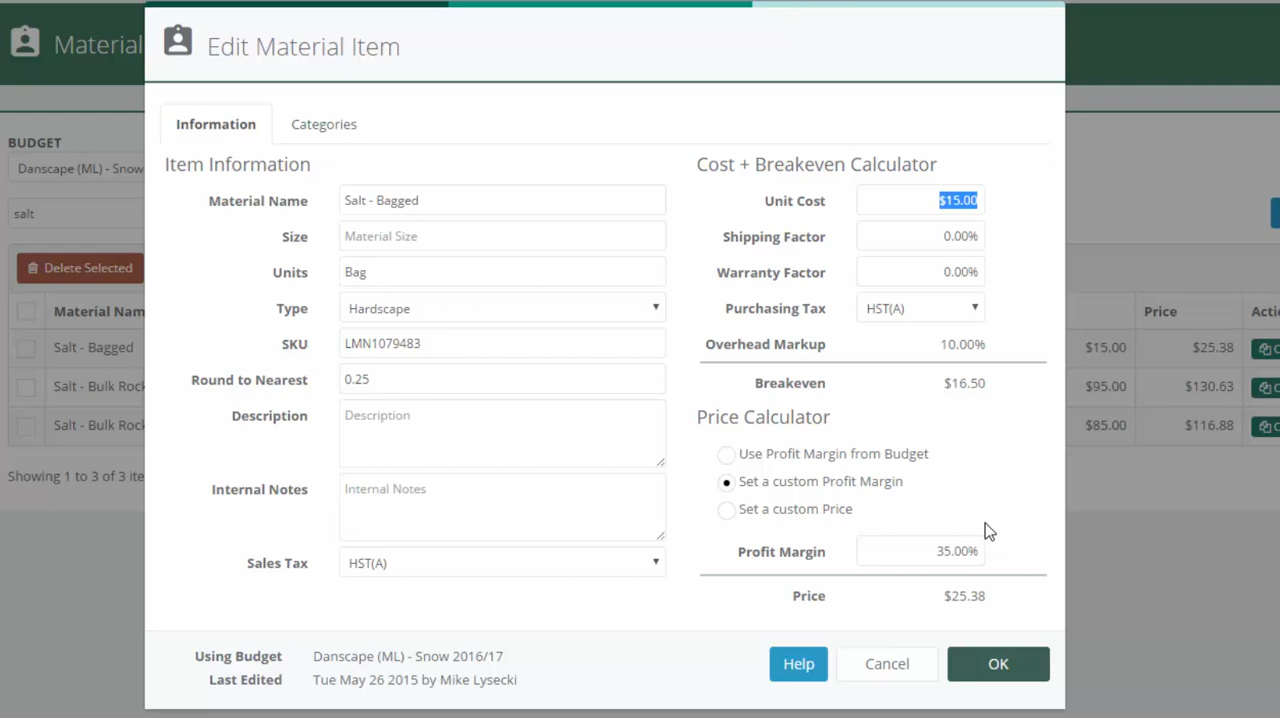 Material
Edit Material Item
Information
Categories
BUDGET
Danscape (ML) - Snow
salt
Delete Selected
Material Nam
Price
Acti
Salt - Bagged
$15.00
$25.38
Salt - Bulk Rock
$95.00
$130.63
Salt - Bulk Rock
$85.00
$116.88
Showing 1 to 3 of 3 ite
Item Information
Material Name Salt - Bagged
Size Material Size
Units Bag
Type Hardscape
SKU LMN1079483
Round to Nearest 0.25
Description Description
Internal Notes Internal Notes
Sales Tax HST(A)
Cost + Breakeven Calculator
Unit Cost $15.00
Shipping Factor 0.00%
Warranty Factor 0.00%
Purchasing Tax HST(A)
Overhead Markup 10.00%
Breakeven $16.50
Price Calculator
Use Profit Margin from Budget
Set a custom Profit Margin
Set a custom Price
Profit Margin 35.00%
Price $25.38
Using Budget Danscape (ML) - Snow 2016/17
Last Edited Tue May 26 2015 by Mike Lysecki
Help
Cancel
OK